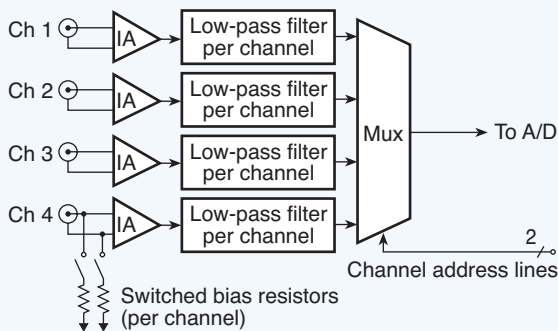 Ch 1
IA
Low-pass filter
per channel
Ch 2
IA
Low-pass filter
per channel
Ch 3
IA
Low-pass filter
per channel
Ch 4
IA
Low-pass filter
per channel
Mux
To A/D
2
Channel address lines
Switched bias resistors
(per channel)